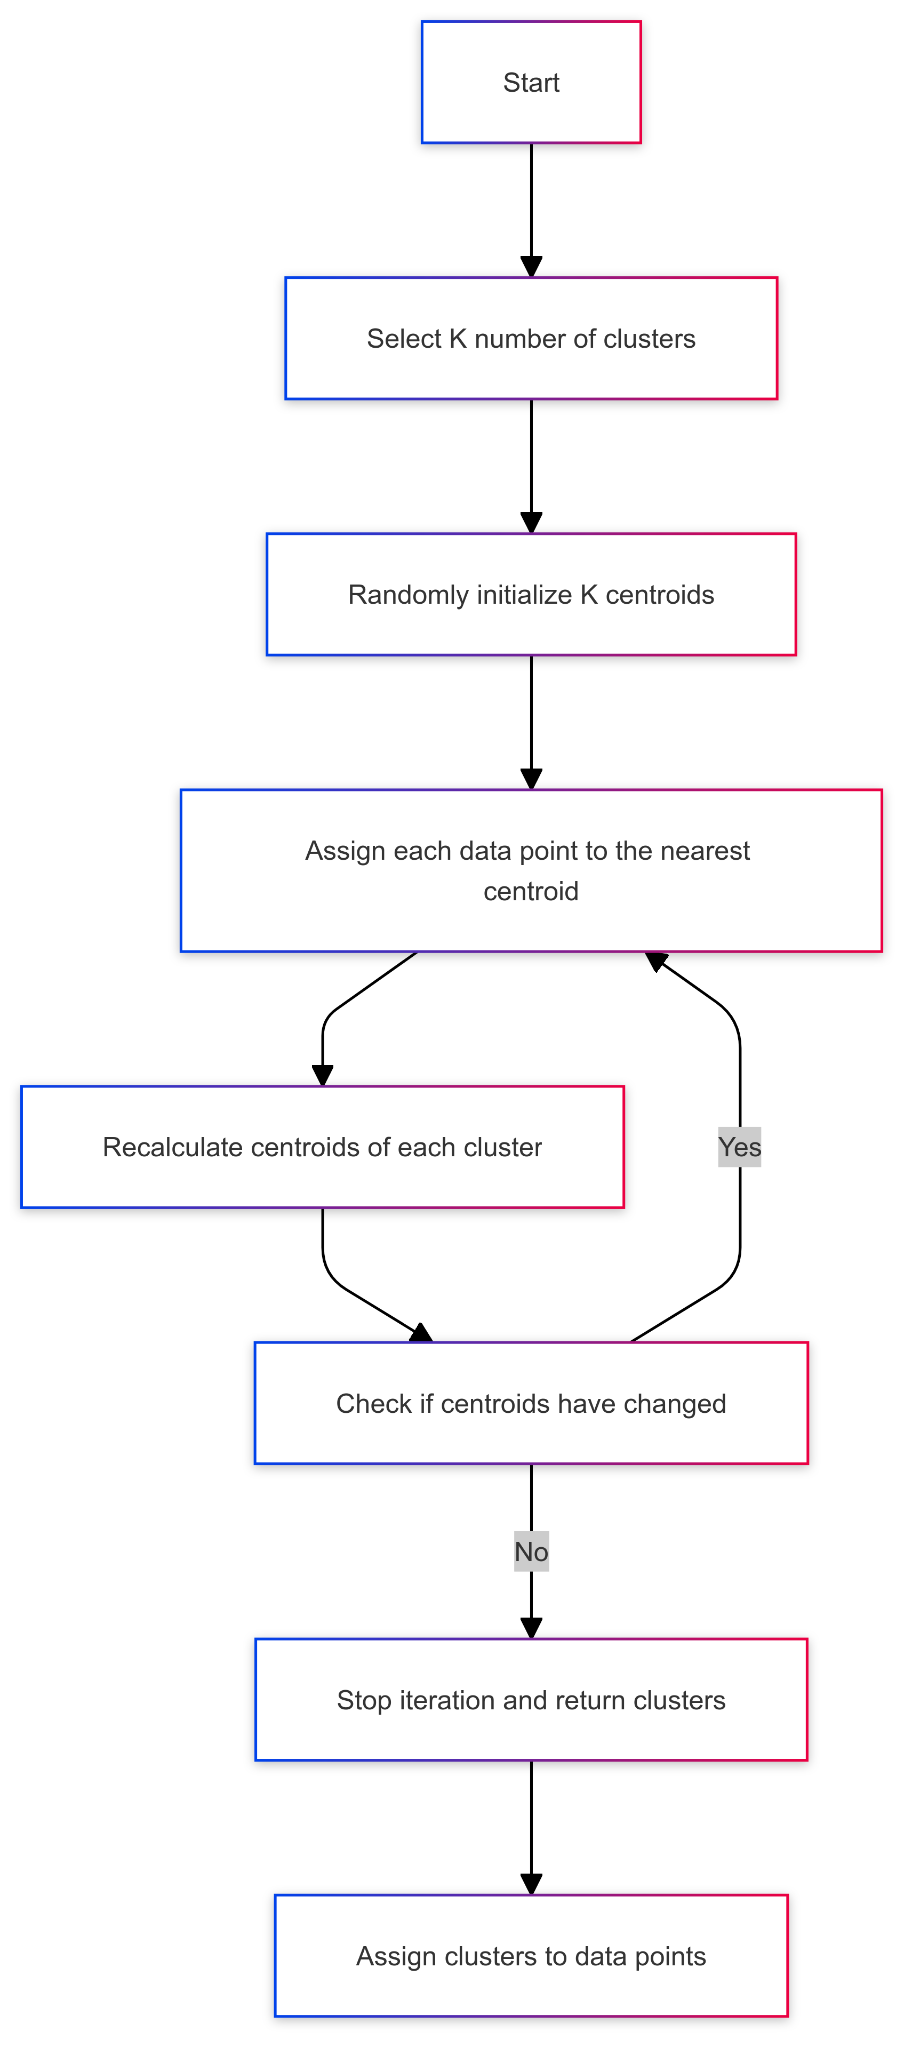 Start
Select K number of clusters
Randomly initialize K centroids
Assign each data point to the nearest
centroid
Recalculate centroids of each cluster
Yes
Check if centroids have changed
No
Stop iteration and return clusters
Assign clusters to data points